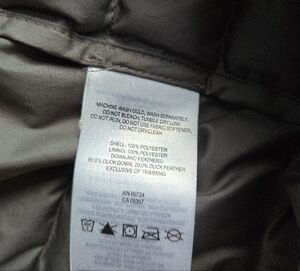 MACHINE WASH COLD, WASH SEPARATELY,
DO NOT BLEACH, TUMBLE DRY LOW,
DO NOT IRON, DO NOT USE FABRIC SOFTENER,
DO NOT DRYCLEAN
SHELL: 100% POLYESTER
LINING: 100% POLYESTER
DOWN AND FEATHERS:
80.0% DUCK DOWN, 20.0% DUCK FEATHER
EXCLUSIVE OF TRIMMING
RN 80724
CA 05307